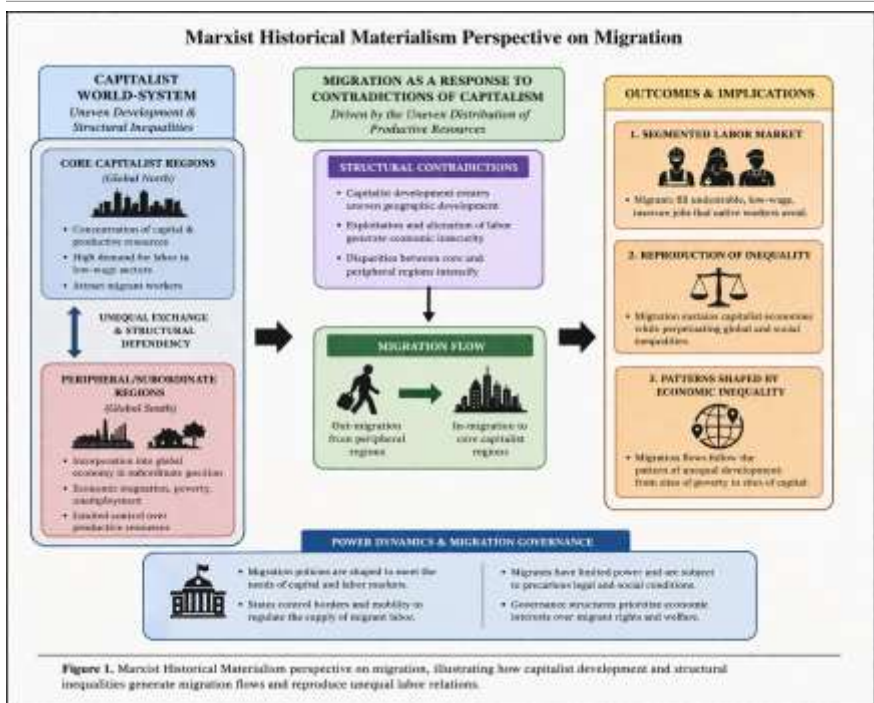 Marxist Historical Materialism Perspective on Migration
CAPITALIST
WORLD-SYSTEM
Uneven Development &
Structural Inequalities
CORE CAPITALIST REGIONS
(Global North)
• Concentration of capital &
productive resources
• High demand for labor in
low-wage sectors
• Attract migrant workers
UNEQUAL EXCHANGE
& STRUCTURAL
DEPENDENCY
PERIPHERAL/SUBORDINATE
REGIONS
(Global South)
• Incorporation into global
economy in subordinate position
• Economic stagnation, poverty,
unemployment
• Limited control over
productive resources
MIGRATION AS A RESPONSE TO
CONTRADICTIONS OF CAPITALISM
Driven by the Uneven Distribution of
Productive Resources
STRUCTURAL CONTRADICTIONS
• Capitalist development creates
uneven geographic development
• Exploitation and alienation of labor
generate economic insecurity
• Disparities between core and
peripheral regions intensify
MIGRATION FLOW
Out-migration
from peripheral
regions
In-migration to
core capitalist
regions
OUTCOMES & IMPLICATIONS
1. SEGMENTED LABOR MARKET
• Migrants fill undesirable, low-wage,
insecure jobs that native workers avoid.
2. REPRODUCTION OF INEQUALITY
• Migration sustains capitalist economies
while perpetuating global and social
inequalities.
3. PATTERNS SHAPED BY
ECONOMIC INEQUALITY
• Migration flows follow the
pattern of unequal development
from sites of poverty to sites of capital.
POWER DYNAMICS & MIGRATION GOVERNANCE
• Migration policies are shaped to meet the
needs of capital and labor markets.
• States control borders and mobility to
regulate the supply of migrant labor.
• Migrants have limited power and are subject
to precarious legal and social conditions.
• Governance structures prioritize economic
interests over migrant rights and welfare.
Figure 1. Marxist Historical Materialism perspective on migration, illustrating how capitalist development and structural
inequalities generate migration flows and reproduce unequal labor relations.